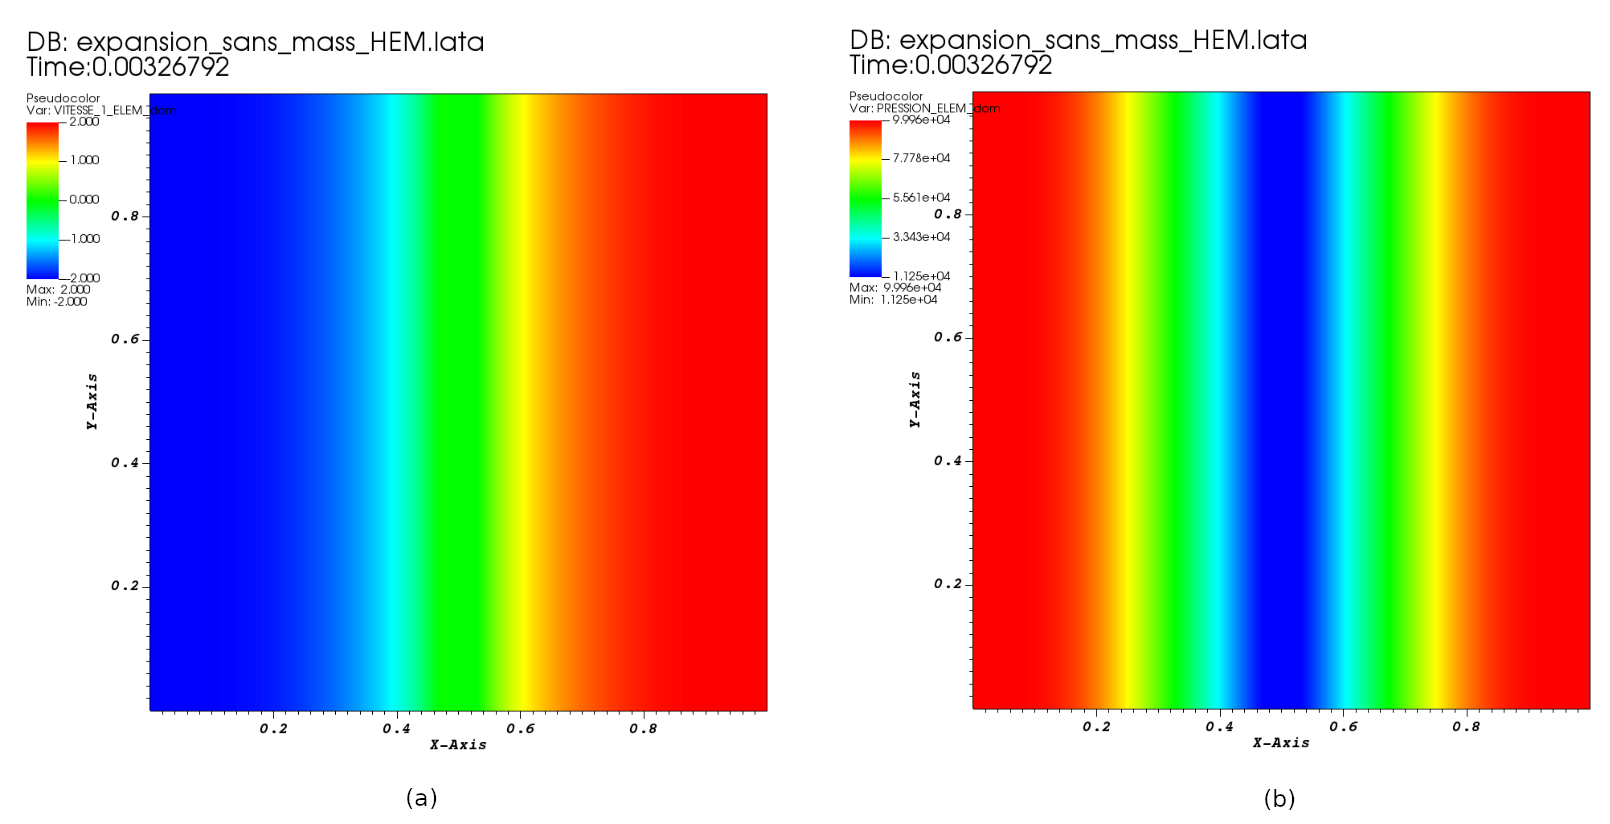 DB: expansion_sans_mass_HEM.lata
Time:0.00326792
Pseudocolor
Var: VITESSE_1_ELEM_dom
2.000
1.000
0.000
-1.000
-2.000
Max: 2.000
Min: -2.000
0.8
0.6
0.4
0.2
Y-Axis
0.2 0.4 0.6 0.8
X-Axis
(a)
DB: expansion_sans_mass_HEM.lata
Time:0.00326792
Pseudocolor
Var: PRESSION_ELEM_dom
9.996e+04
7.778e+04
5.561e+04
3.343e+04
1.125e+04
Max: 9.996e+04
Min: 1.125e+04
0.8
0.6
0.4
0.2
Y-Axis
0.2 0.4 0.6 0.8
X-Axis
(b)